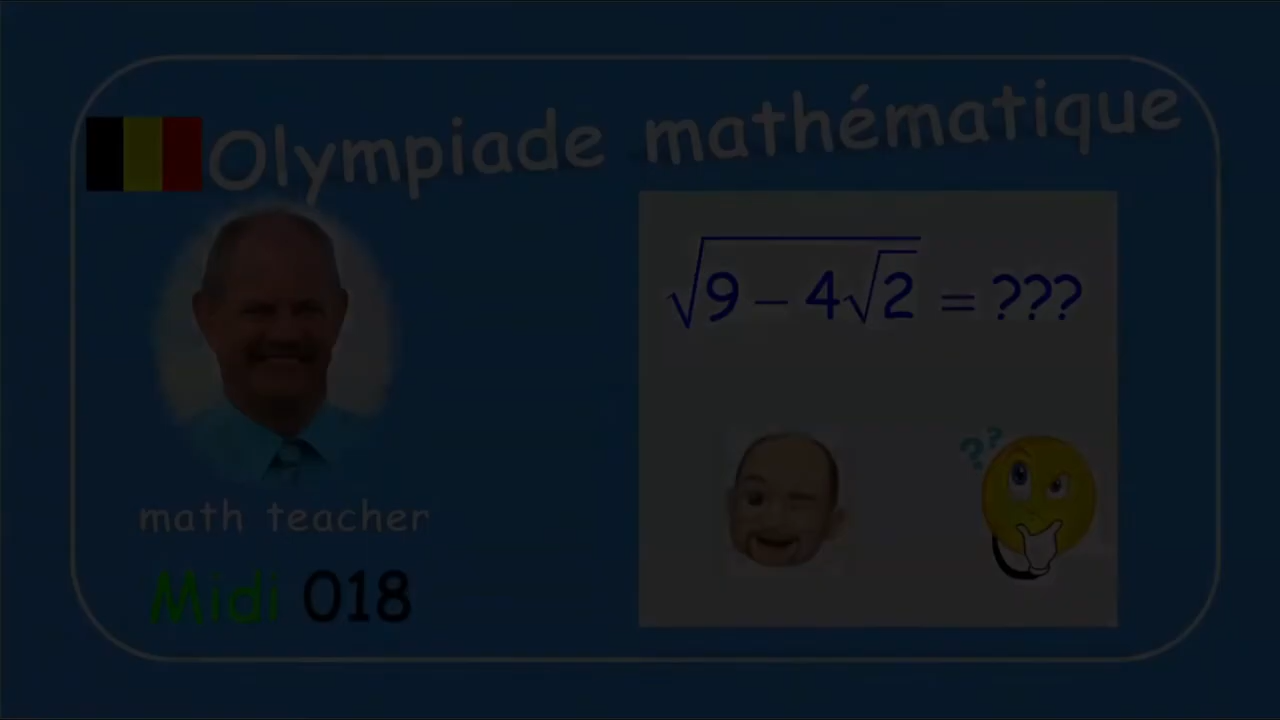 Olympiade mathématique
√(9 – 4√2) = ???
??
math teacher
Midi 018